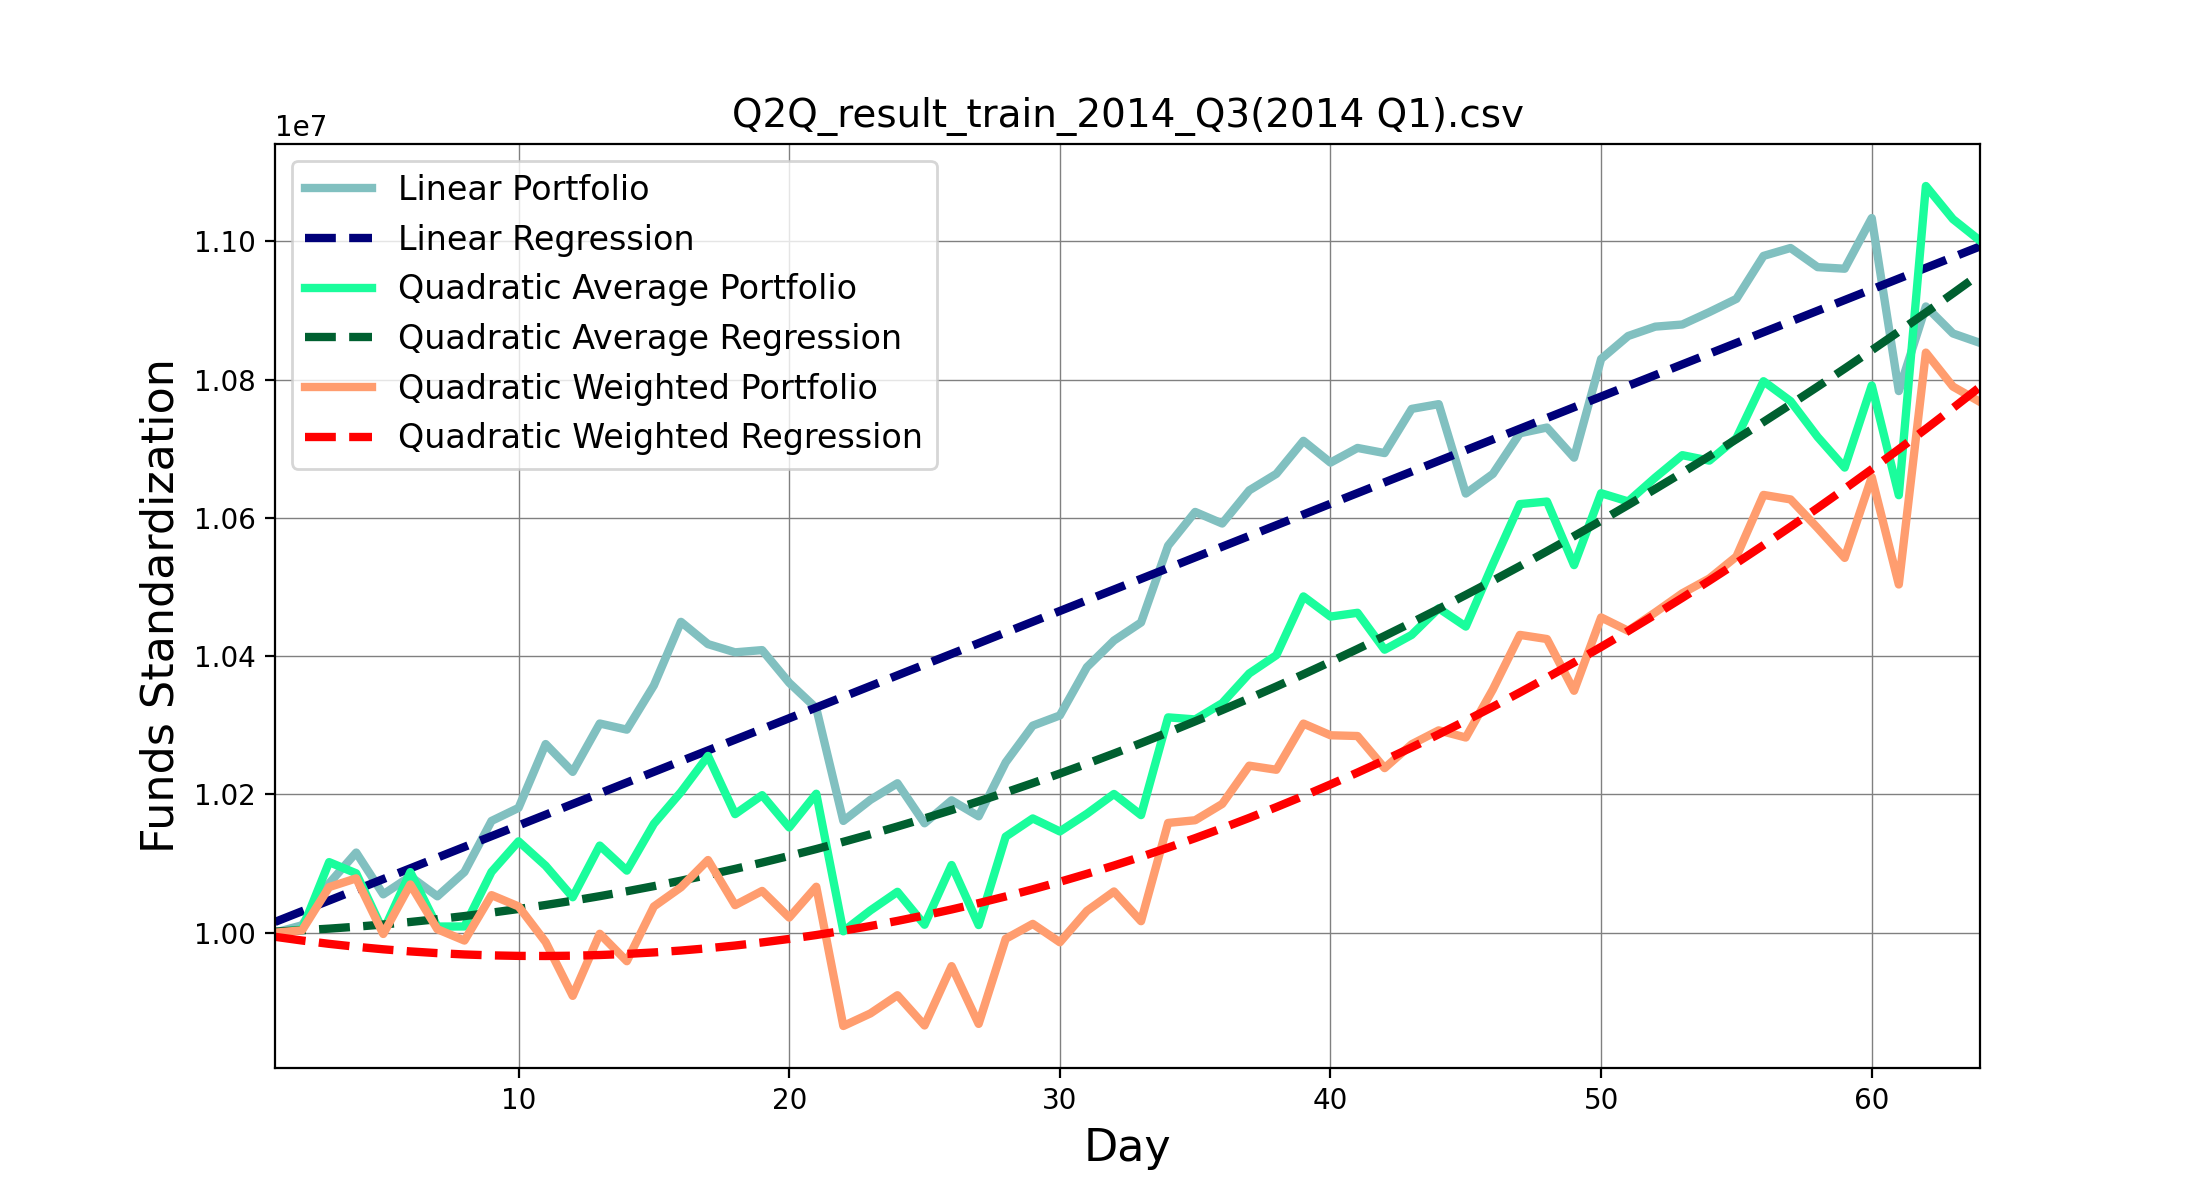 Q2Q_result_train_2014_Q3(2014 Q1).csv
1e7
Linear Portfolio
Linear Regression
Quadratic Average Portfolio
Quadratic Average Regression
Quadratic Weighted Portfolio
Quadratic Weighted Regression
Funds Standardization
1.10
1.08
1.06
1.04
1.02
1.00
10 20 30 40 50 60
Day